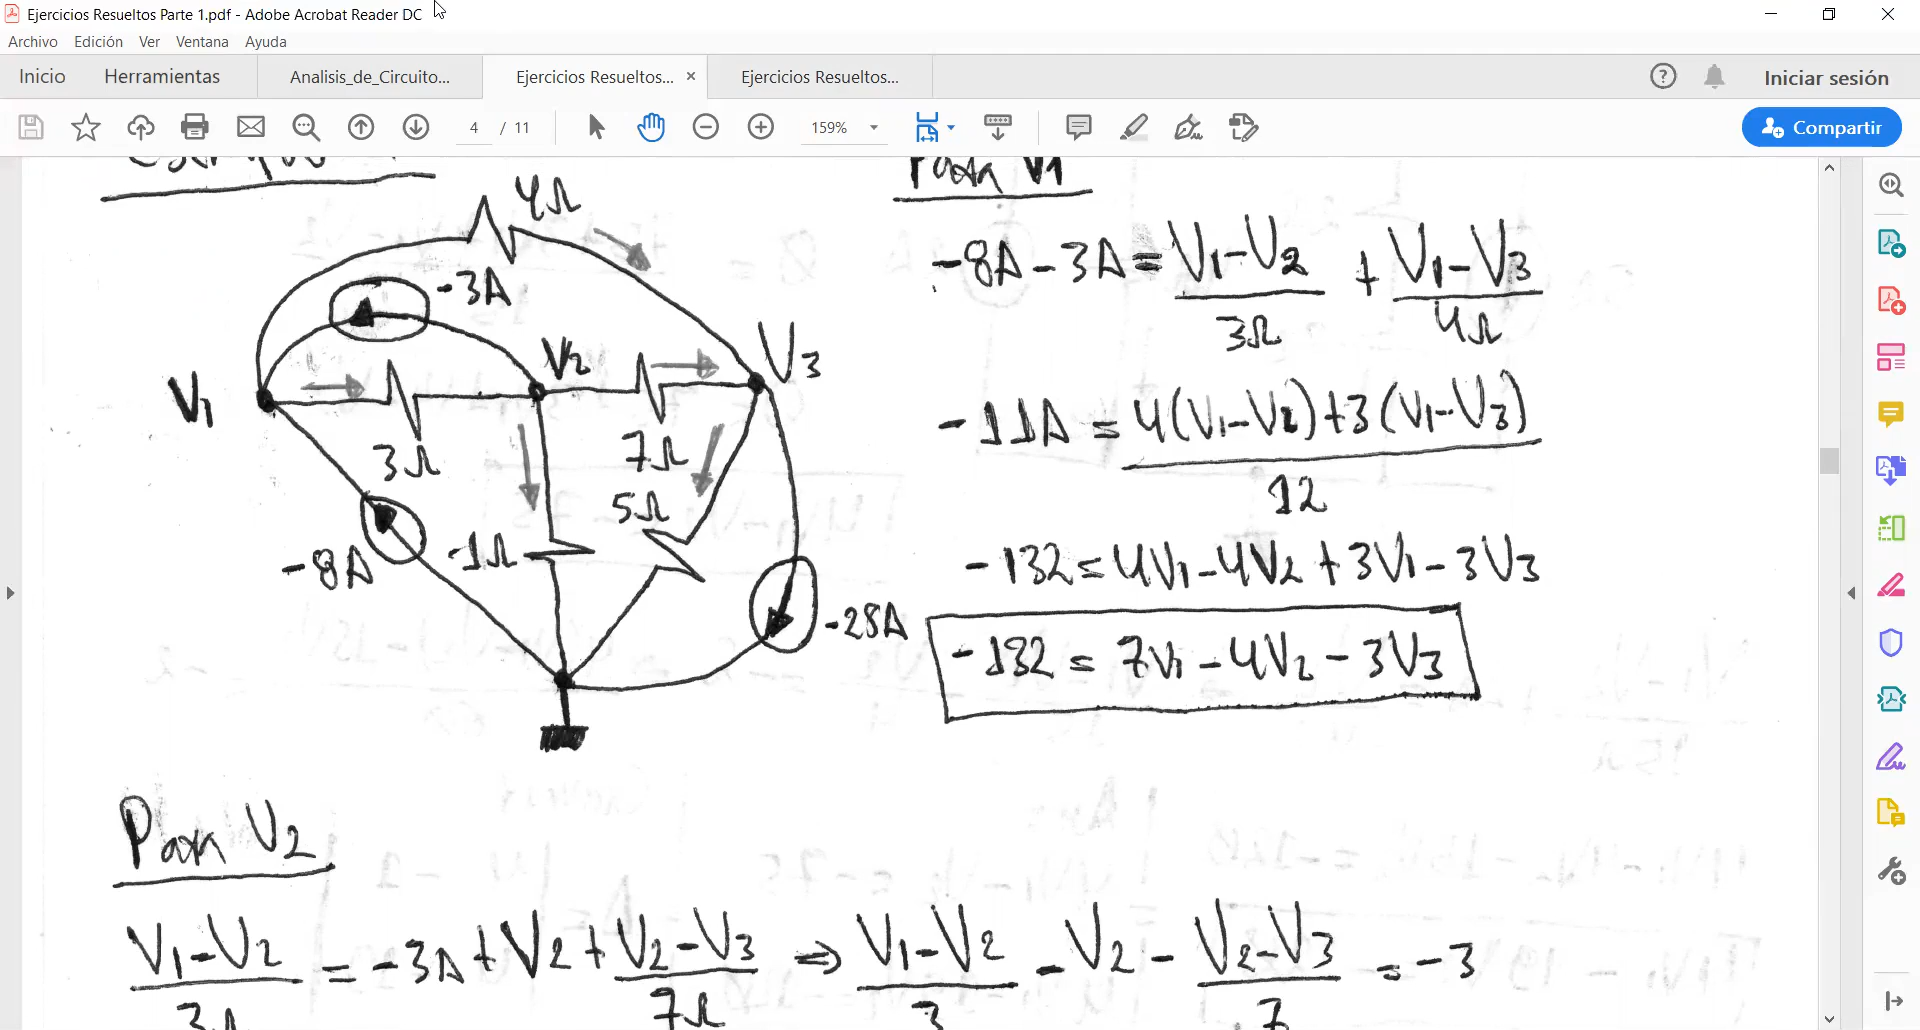 Ejercicios Resueltos Parte 1.pdf - Adobe Acrobat Reader DC
Archivo Edición Ver Ventana Ayuda
Inicio Herramientas Analisis_de_Circuito... Ejercicios Resueltos... × Ejercicios Resueltos... Iniciar sesión
4 / 11 159% Compartir
Para V1
4Ω
-3A
V1
V2
V3
3Ω
7Ω
5Ω
-8A
-1Ω
-28A
-8A - 3A = V1-V2 / 3Ω + V1-V3 / 4Ω
-11A = 4(V1-V2)+3(V1-V3) / 12
-132 = 4V1 - 4V2 + 3V1 - 3V3
-132 = 7V1 - 4V2 - 3V3
Para V2
V1-V2 / 3Ω = -3A + V2 + V2-V3 / 7Ω => V1-V2 / 3 - V2 - V2-V3 / 7 = -3